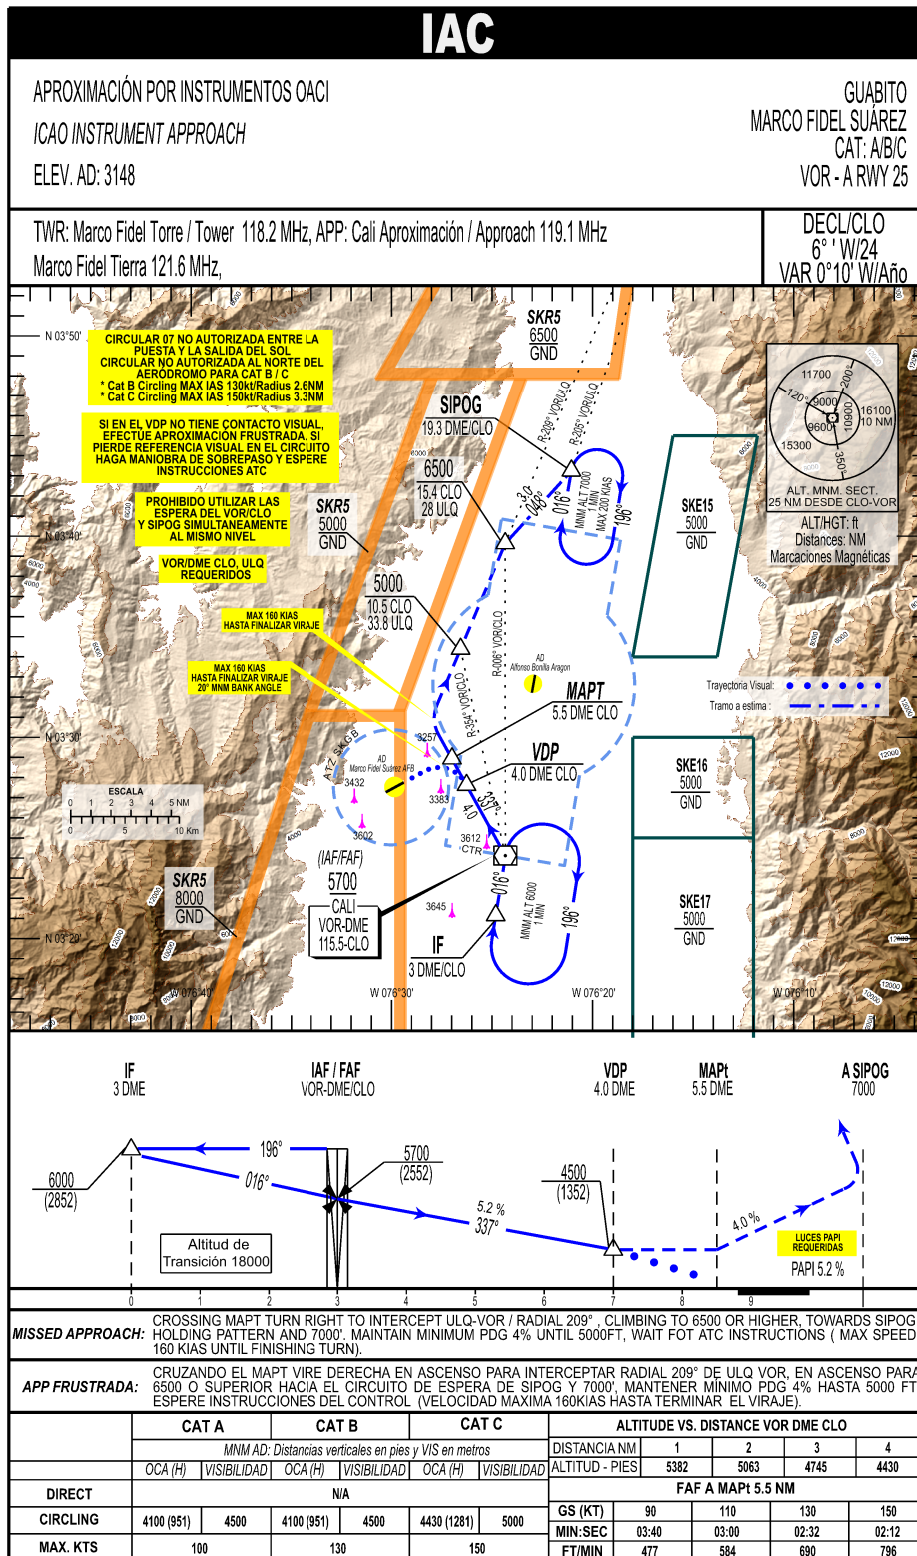 IAC
APROXIMACIÓN POR INSTRUMENTOS OACI
ICAO INSTRUMENT APPROACH
ELEV. AD: 3148
GUABITO
MARCO FIDEL SUÁREZ
CAT: A/B/C
VOR - A RWY 25
TWR: Marco Fidel Torre / Tower 118.2 MHz, APP: Cali Aproximación / Approach 119.1 MHz
Marco Fidel Tierra 121.6 MHz,
DECL/CLO
6° ' W/24
VAR 0°10' W/Año
N 03°50'
CIRCULAR 07 NO AUTORIZADA ENTRE LA
PUESTA Y LA SALIDA DEL SOL
CIRCULAR NO AUTORIZADA AL NORTE DEL
AERÓDROMO PARA CAT B / C
* Cat B Circling MAX IAS 130kt/Radius 2.6NM
* Cat C Circling MAX IAS 150kt/Radius 3.3NM
SI EN EL VDP NO TIENE CONTACTO VISUAL,
EFECTÚE APROXIMACIÓN FRUSTRADA. SI
PIERDE REFERENCIA VISUAL EN EL CIRCUITO
HAGA MANIOBRA DE SOBREPASO Y ESPERE
INSTRUCCIONES ATC
PROHIBIDO UTILIZAR LAS
ESPERA DEL VOR/CLO
Y SIPOG SIMULTANEAMENTE
AL MISMO NIVEL
VOR/DME CLO, ULQ
REQUERIDOS
MAX 160 KIAS
HASTA FINALIZAR VIRAJE
MAX 160 KIAS
HASTA FINALIZAR VIRAJE
20° MNM BANK ANGLE
SKR5
6500
GND
SIPOG
19.3 DME/CLO
R-209° VOR/ULQ
R-205° VOR/ULQ
6500
15.4 CLO
28 ULQ
3.0
048°
016°
MNM ALT 7000
1 MIN
MAX 200 KIAS
196°
SKR5
5000
GND
N 03°40'
5000
10.5 CLO
33.8 ULQ
R-006° VOR/CLO
R-354° VOR/CLO
AD
Alfonso Bonilla Aragon
MAPT
5.5 DME CLO
VDP
4.0 DME CLO
337°
4.0
SKE15
5000
GND
11700
200°
120°
9000
10900
9600
16100
10 NM
15300
350°
ALT. MNM. SECT.
25 NM DESDE CLO-VOR
ALT/HGT: ft
Distances: NM
Marcaciones Magnéticas
Trayectoria Visual:
Tramo a estima :
N 03°30'
ATZ SKGB
AD
Marco Fidel Suárez AFB
3257
3432
3383
3602
3612
CTR
3645
ESCALA
0 1 2 3 4 5 NM
0 5 10 Km
SKE16
5000
GND
SKE17
5000
GND
SKR5
8000
GND
(IAF/FAF)
5700
CALI
VOR-DME
115.5-CLO
016°
MNM ALT 6000
1 MIN
196°
IF
3 DME/CLO
N 03°20'
W 076°40'
W 076°30'
W 076°20'
W 076°10'
IF
3 DME
IAF / FAF
VOR-DME/CLO
VDP
4.0 DME
MAPt
5.5 DME
A SIPOG
7000
196°
016°
6000
(2852)
5700
(2552)
5.2 %
337°
4500
(1352)
4.0 %
LUCES PAPI
REQUERIDAS
PAPI 5.2 %
Altitud de
Transición 18000
0 1 2 3 4 5 6 7 8 9
MISSED APPROACH: CROSSING MAPT TURN RIGHT TO INTERCEPT ULQ-VOR / RADIAL 209° , CLIMBING TO 6500 OR HIGHER, TOWARDS SIPOG
HOLDING PATTERN AND 7000'. MAINTAIN MINIMUM PDG 4% UNTIL 5000FT, WAIT FOT ATC INSTRUCTIONS ( MAX SPEED
160 KIAS UNTIL FINISHING TURN).
APP FRUSTRADA: CRUZANDO EL MAPT VIRE DERECHA EN ASCENSO PARA INTERCEPTAR RADIAL 209° DE ULQ VOR, EN ASCENSO PARA
6500 O SUPERIOR HACIA EL CIRCUITO DE ESPERA DE SIPOG Y 7000', MANTENER MÍNIMO PDG 4% HASTA 5000 FT
ESPERE INSTRUCCIONES DEL CONTROL (VELOCIDAD MAXIMA 160KIAS HASTA TERMINAR EL VIRAJE).
CAT A CAT B CAT C
MNM AD: Distancias verticales en pies y VIS en metros
OCA (H) VISIBILIDAD OCA (H) VISIBILIDAD OCA (H) VISIBILIDAD
DIRECT N/A
CIRCLING 4100 (951) 4500 4100 (951) 4500 4430 (1281) 5000
MAX. KTS 100 130 150
ALTITUDE VS. DISTANCE VOR DME CLO
DISTANCIA NM 1 2 3 4
ALTITUD - PIES 5382 5063 4745 4430
FAF A MAPt 5.5 NM
GS (KT) 90 110 130 150
MIN:SEC 03:40 03:00 02:32 02:12
FT/MIN 477 584 690 796